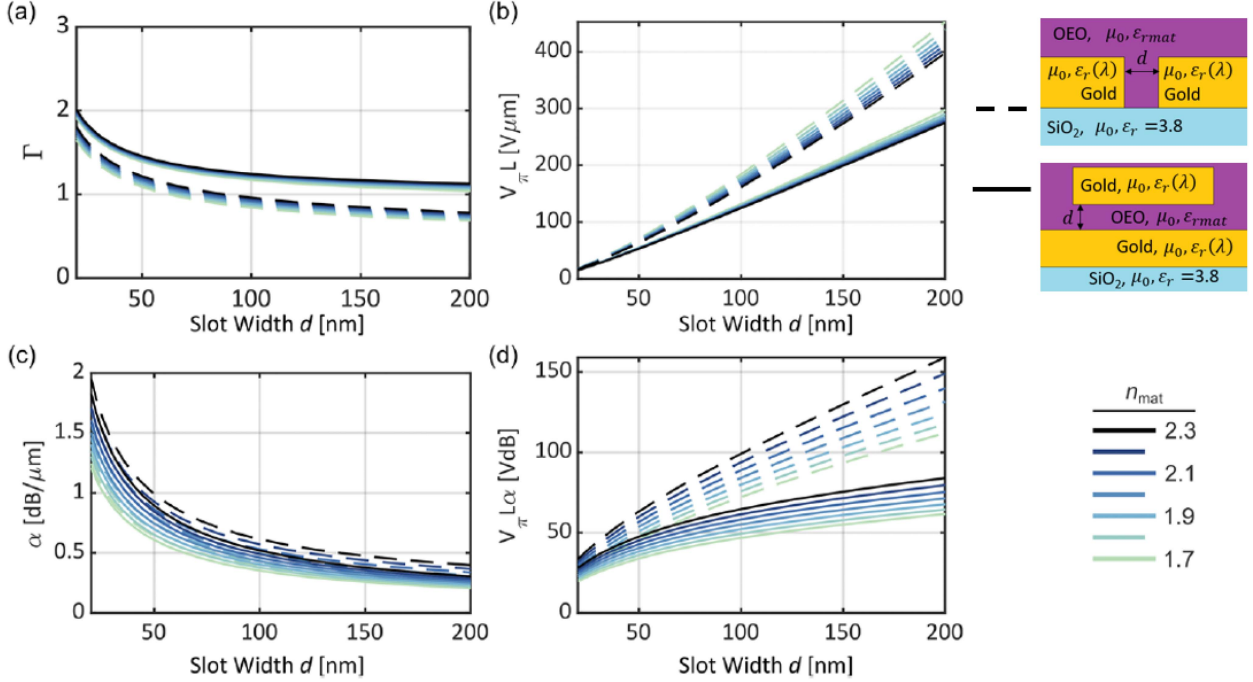 (a)
3
2
1
0
Γ
50
100
150
200
Slot Width d [nm]
(b)
400
300
200
100
0
VπL [Vμm]
50
100
150
200
Slot Width d [nm]
OEO, μ₀, εrmat
μ₀, εr(λ)
Gold
d
μ₀, εr(λ)
Gold
SiO₂, μ₀, εr =3.8
Gold, μ₀, εr(λ)
d
OEO, μ₀, εrmat
Gold, μ₀, εr(λ)
SiO₂, μ₀, εr =3.8
(c)
2
1.5
1
0.5
0
α [dB/μm]
50
100
150
200
Slot Width d [nm]
(d)
150
100
50
0
VπLα [VdB]
50
100
150
200
Slot Width d [nm]
nmat
2.3
2.1
1.9
1.7